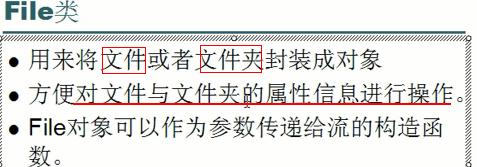 File类
● 用来将文件或者文件夹封装成对象
● 方便对文件与文件夹的属性信息进行操作。
● File对象可以作为参数传递给流的构造函
数。